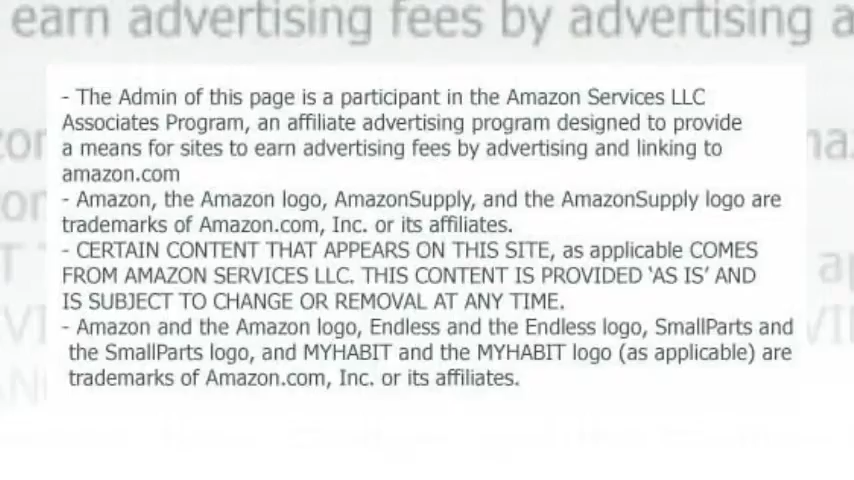 earn advertising fees by advertising a
- The Admin of this page is a participant in the Amazon Services LLC
Associates Program, an affiliate advertising program designed to provide
a means for sites to earn advertising fees by advertising and linking to
amazon.com
- Amazon, the Amazon logo, AmazonSupply, and the AmazonSupply logo are
trademarks of Amazon.com, Inc. or its affiliates.
- CERTAIN CONTENT THAT APPEARS ON THIS SITE, as applicable COMES
FROM AMAZON SERVICES LLC. THIS CONTENT IS PROVIDED ‘AS IS’ AND
IS SUBJECT TO CHANGE OR REMOVAL AT ANY TIME.
- Amazon and the Amazon logo, Endless and the Endless logo, SmallParts and
the SmallParts logo, and MYHABIT and the MYHABIT logo (as applicable) are
trademarks of Amazon.com, Inc. or its affiliates.